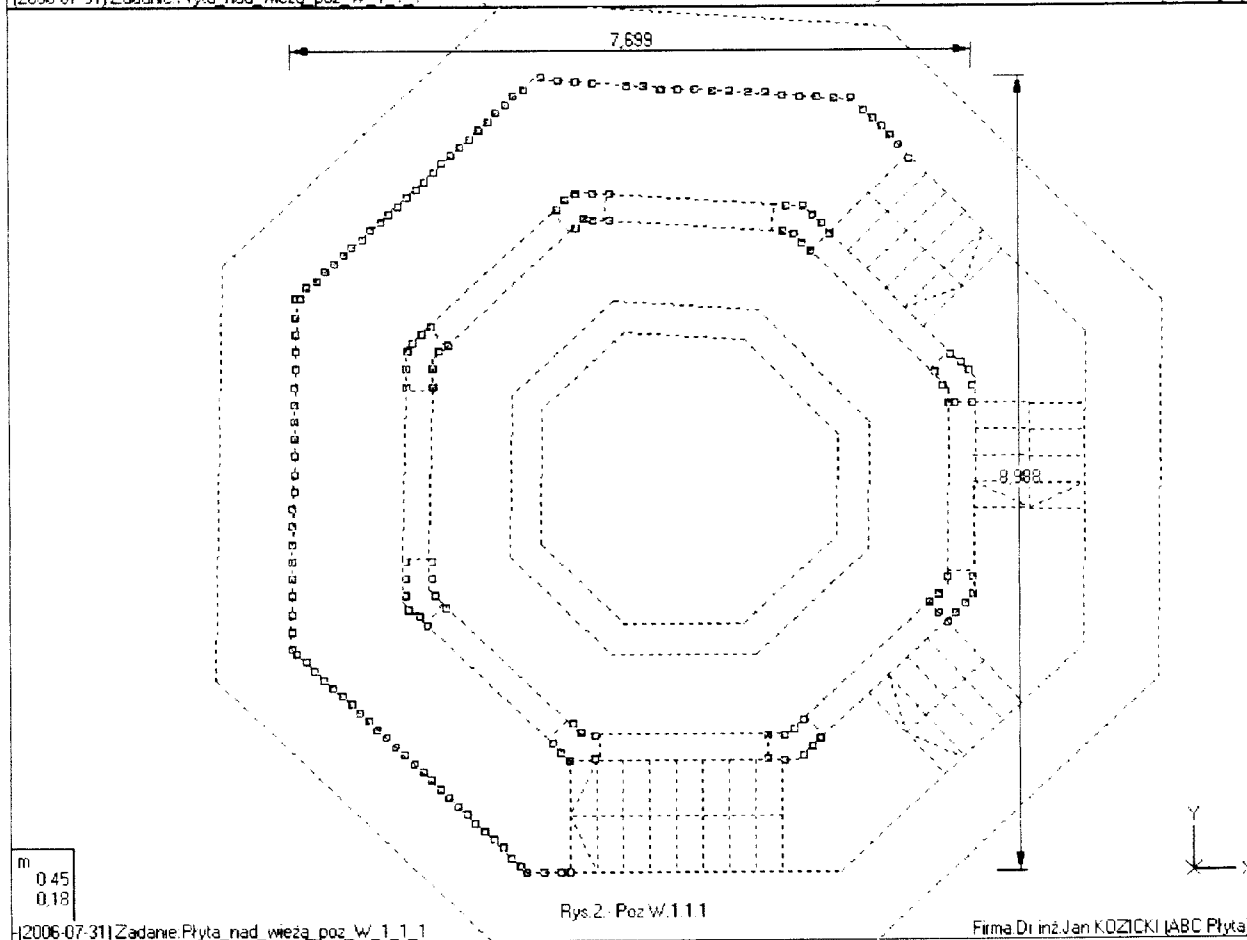 7,699
8,988
m
0.45
0,18
Y
X
Rys.2.- Poz W.1.1.1
[2006-07-31] Zadanie:Płyta_nad_wieżą_poz_W_1_1_1
Firma:Dr inż.Jan KOZICKI (ABC Płyta